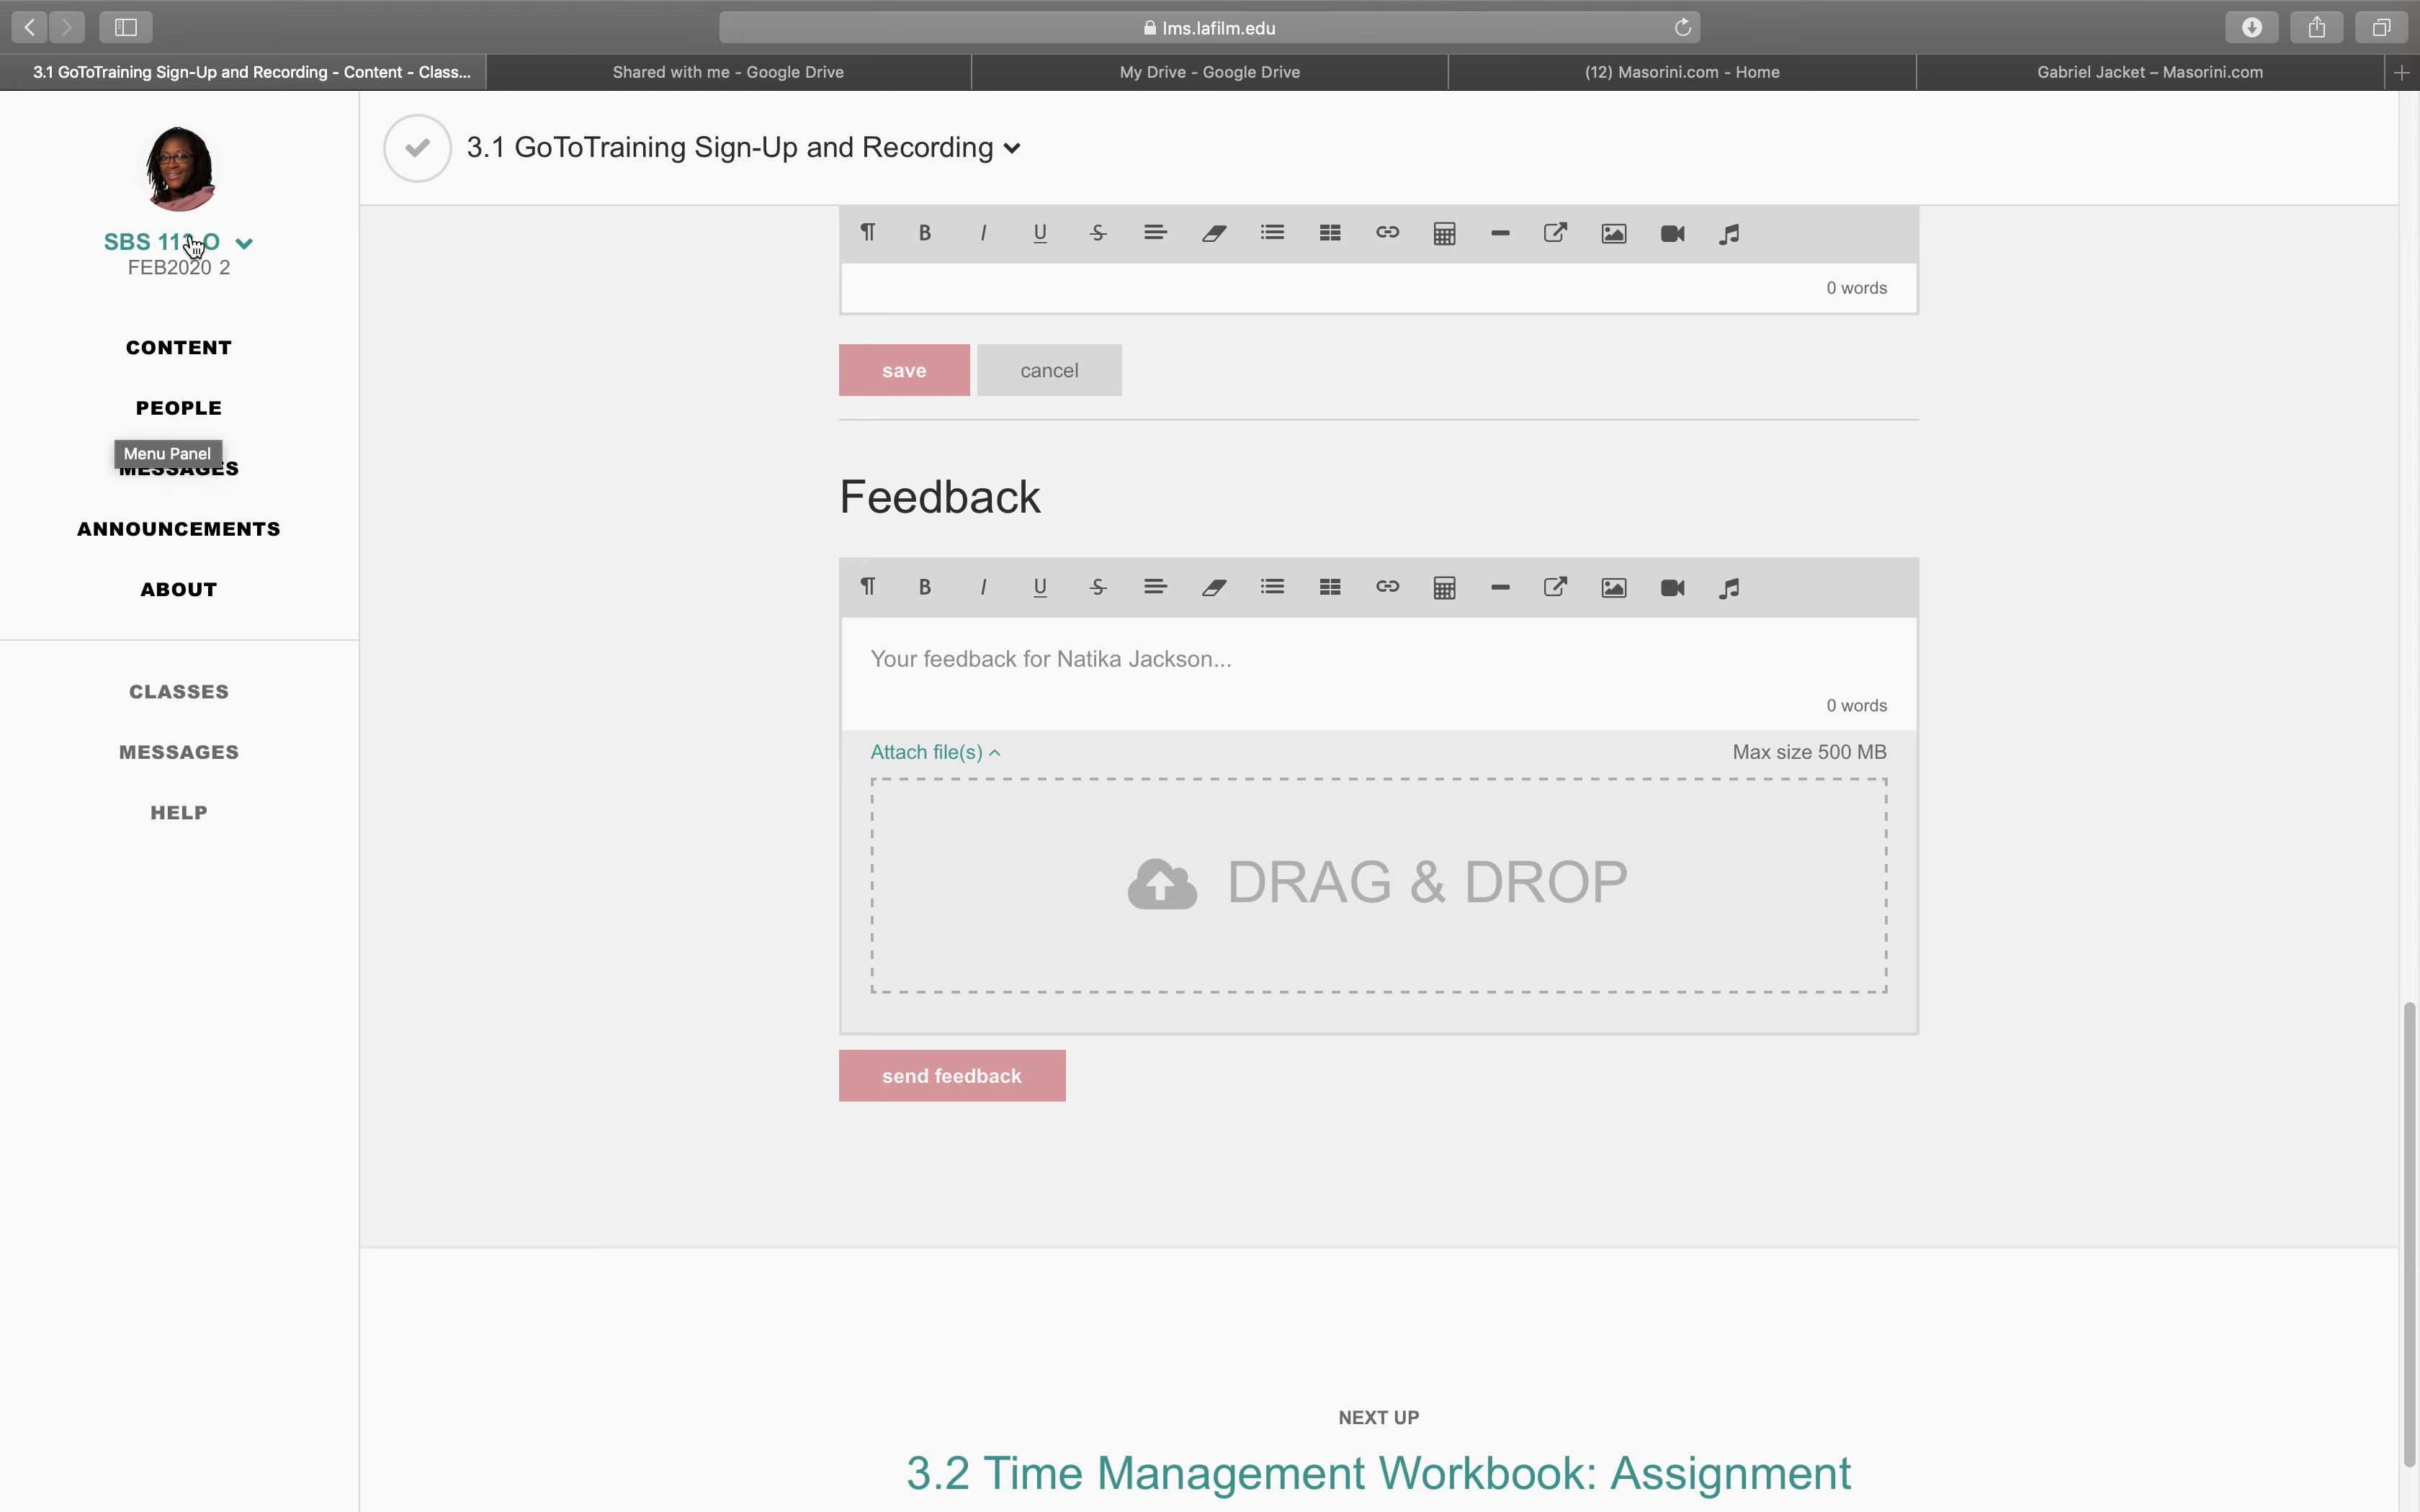 lms.lafilm.edu
3.1 GoToTraining Sign-Up and Recording - Content - Class...
Shared with me - Google Drive
My Drive - Google Drive
(12) Masorini.com - Home
Gabriel Jacket – Masorini.com
3.1 GoToTraining Sign-Up and Recording
SBS 113 O
FEB2020 2
CONTENT
PEOPLE
Menu Panel
MESSAGES
ANNOUNCEMENTS
ABOUT
CLASSES
MESSAGES
HELP
0 words
save
cancel
Feedback
Your feedback for Natika Jackson...
0 words
Attach file(s)
Max size 500 MB
DRAG & DROP
send feedback
NEXT UP
3.2 Time Management Workbook: Assignment